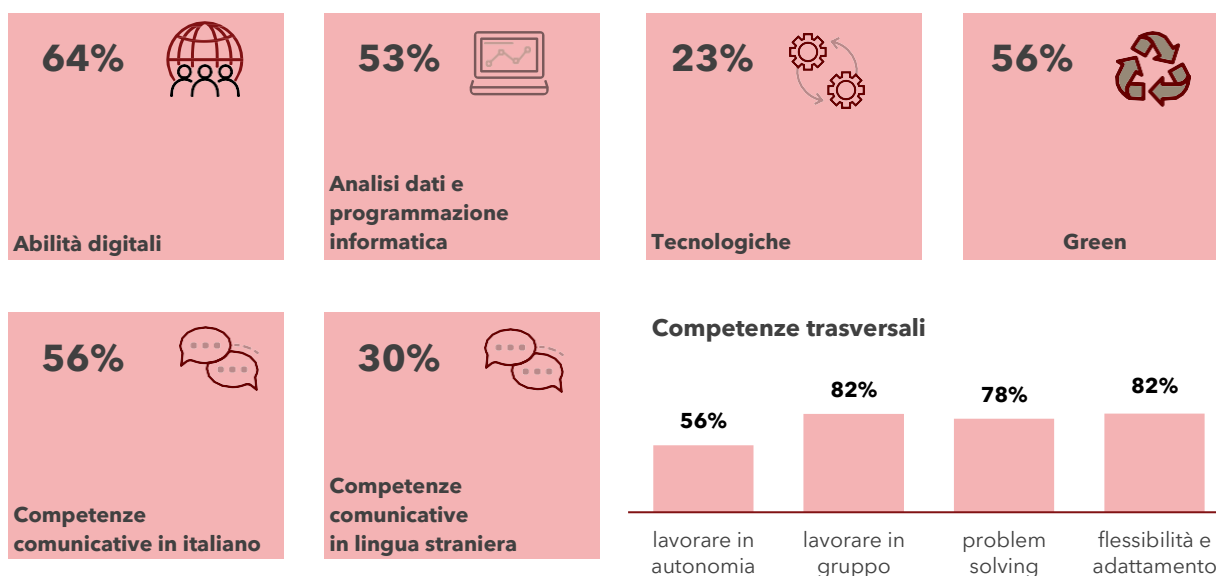 64%
Abilità digitali
53%
Analisi dati e
programmazione
informatica
23%
Tecnologiche
56%
Green
56%
Competenze
comunicative in italiano
30%
Competenze
comunicative
in lingua straniera
Competenze trasversali
56%
82%
78%
82%
lavorare in
autonomia
lavorare in
gruppo
problem
solving
flessibilità e
adattamento